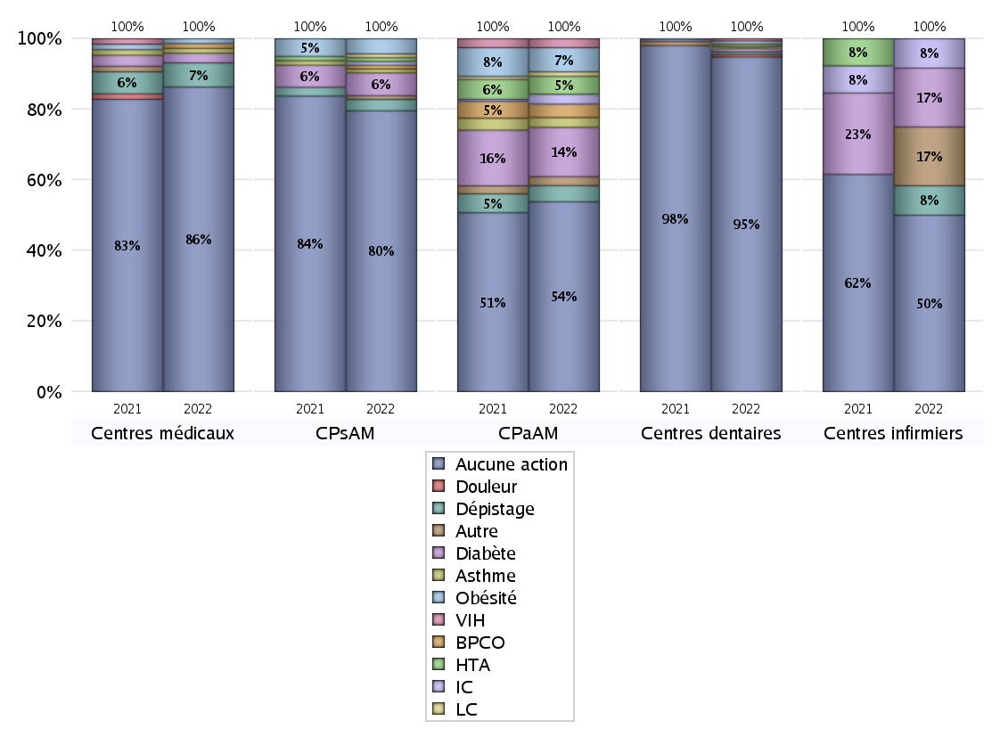 100% 100% 100% 100% 100% 100% 100% 100% 100% 100%
100%
80%
60%
40%
20%
0%
6% 7% 5% 8% 7% 8% 8%
6% 6% 6% 5% 8% 17%
5%
16% 14% 23% 17%
5% 8%
83% 86% 84% 80% 51% 54% 98% 95% 62% 50%
2021 2022 2021 2022 2021 2022 2021 2022 2021 2022
Centres médicaux CPsAM CPaAM Centres dentaires Centres infirmiers
Aucune action
Douleur
Dépistage
Autre
Diabète
Asthme
Obésité
VIH
BPCO
HTA
IC
LC